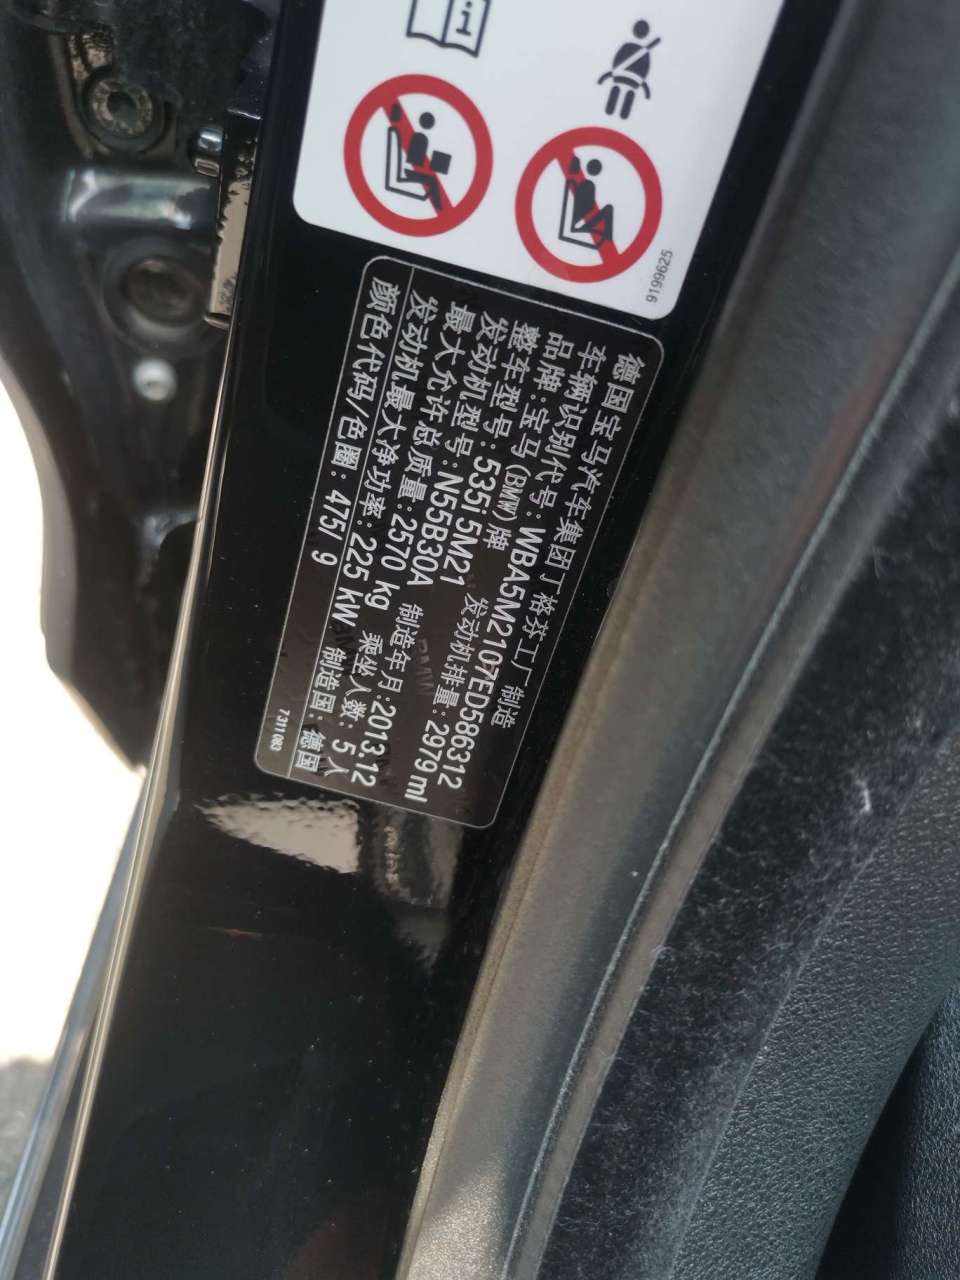 9199625
德国宝马汽车集团丁格芬工厂制造
车辆识别代号: WBA5M2107ED586312
品牌: 宝马(BMW)牌 发动机排量: 2979 ml
整车型号: 535i 5M21
发动机型号: N55B30A 制造年月: 2013.12
最大允许总质量: 2570 kg 乘坐人数: 5 人
发动机最大净功率: 225 kW 制造国: 德国
颜色代码/色圈: 475/ 9
7 311 083